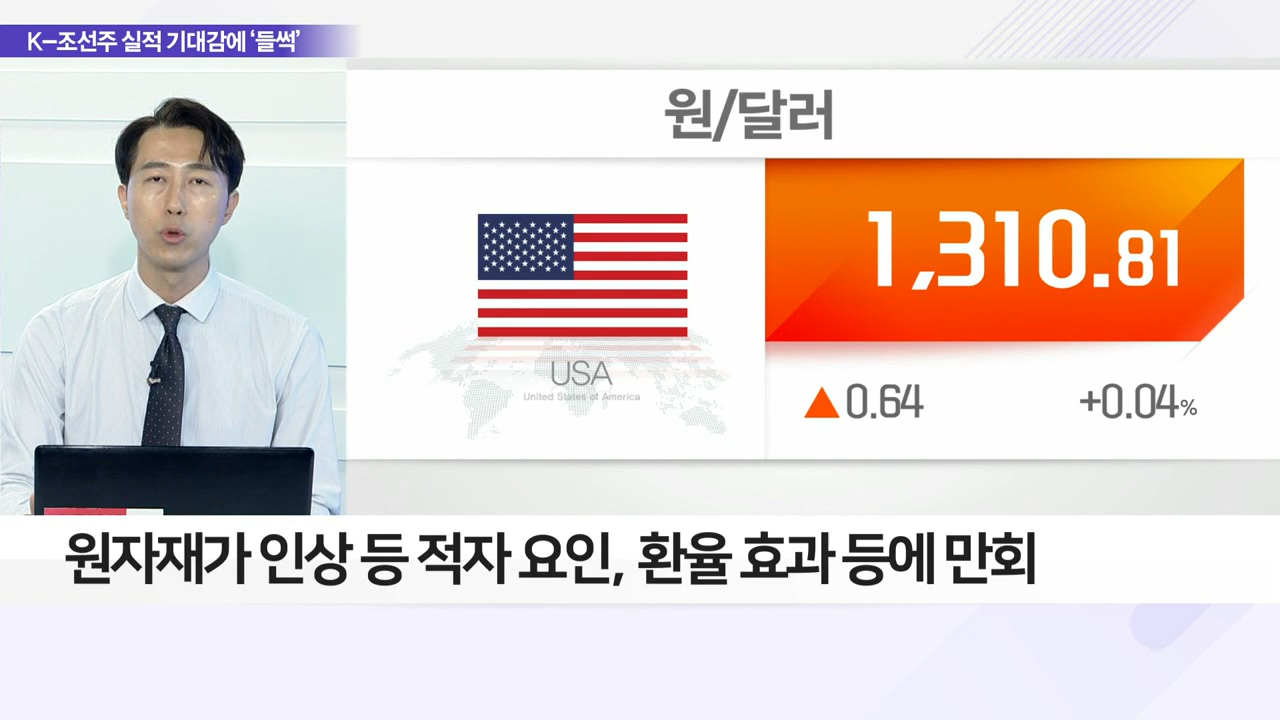 K-조선주 실적 기대감에 ‘들썩’
원/달러
1,310.81
USA
United States of America
▲0.64 +0.04%
원자재가 인상 등 적자 요인, 환율 효과 등에 만회